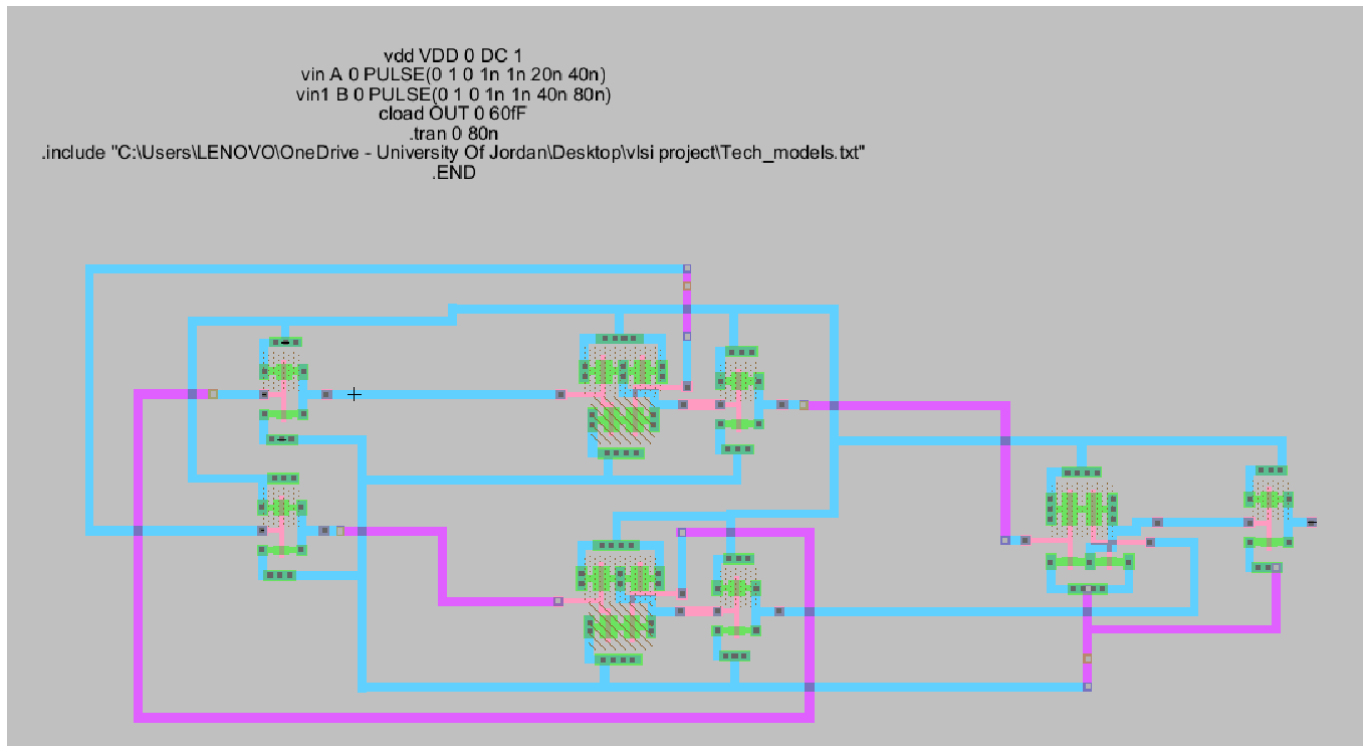 vdd VDD 0 DC 1
vin A 0 PULSE(0 1 0 1n 1n 20n 40n)
vin1 B 0 PULSE(0 1 0 1n 1n 40n 80n)
cload OUT 0 60fF
.tran 0 80n
.include "C:\Users\LENOVO\OneDrive - University Of Jordan\Desktop\vlsi project\Tech_models.txt"
.END